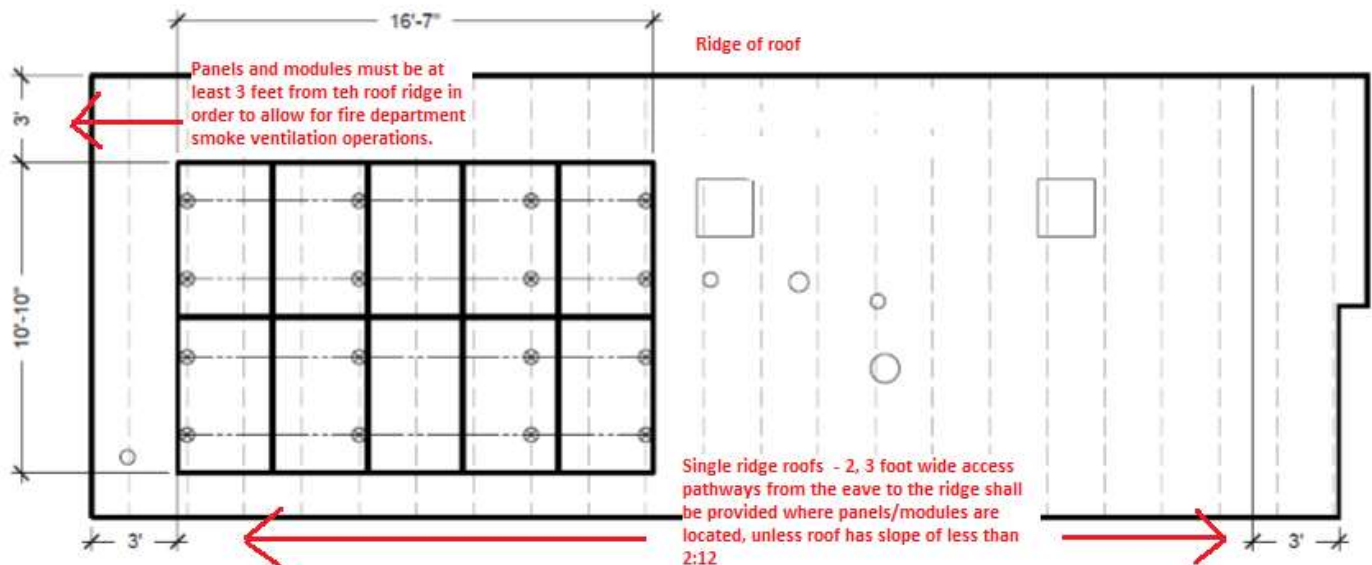 16'-7"
Ridge of roof
Panels and modules must be at
least 3 feet from teh roof ridge in
order to allow for fire department
smoke ventilation operations.
3'
10'-10"
Single ridge roofs - 2, 3 foot wide access
pathways from the eave to the ridge shall
be provided where panels/modules are
located, unless roof has slope of less than
2:12
3'
3'